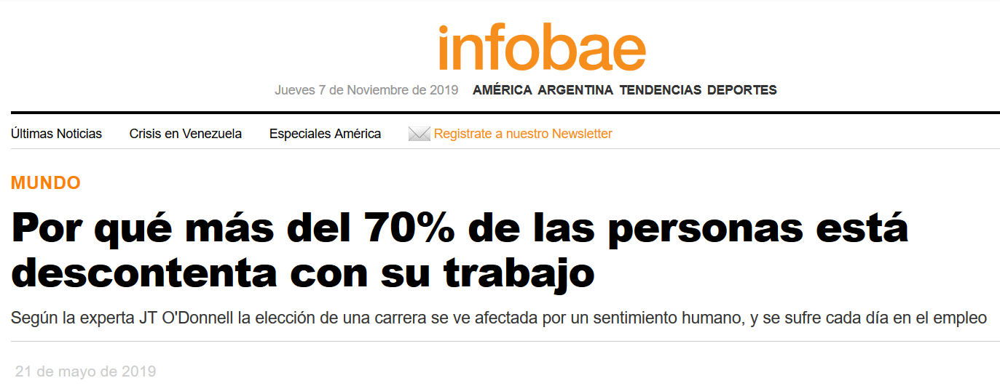 infobae
Jueves 7 de Noviembre de 2019 AMÉRICA ARGENTINA TENDENCIAS DEPORTES
Últimas Noticias Crisis en Venezuela Especiales América Registrate a nuestro Newsletter
MUNDO
Por qué más del 70% de las personas está
descontenta con su trabajo
Según la experta JT O'Donnell la elección de una carrera se ve afectada por un sentimiento humano, y se sufre cada día en el empleo
21 de mayo de 2019